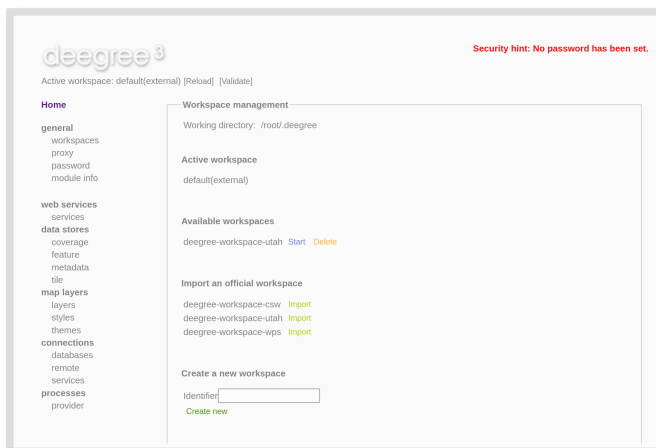 deegree 3
Security hint: No password has been set.
Active workspace: default(external) [Reload] [Validate]
Home
general
workspaces
proxy
password
module info
web services
services
data stores
coverage
feature
metadata
tile
map layers
layers
styles
themes
connections
databases
remote
services
processes
provider
Workspace management
Working directory: /root/.deegree
Active workspace
default(external)
Available workspaces
deegree-workspace-utah Start Delete
Import an official workspace
deegree-workspace-csw Import
deegree-workspace-utah Import
deegree-workspace-wps Import
Create a new workspace
Identifier
Create new